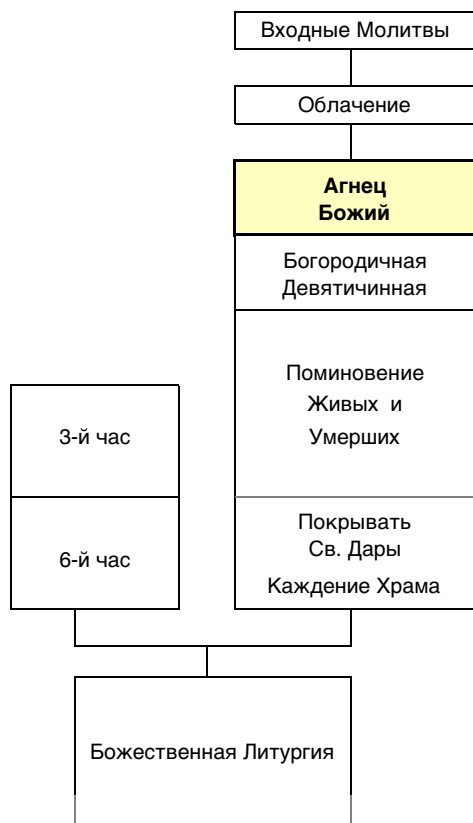 Входные Молитвы
Облачение
Агнец
Божий
Богородичная
Девятичинная
Поминовение
Живых и
Умерших
3-й час
6-й час
Покрывать
Св. Дары
Каждение Храма
Божественная Литургия